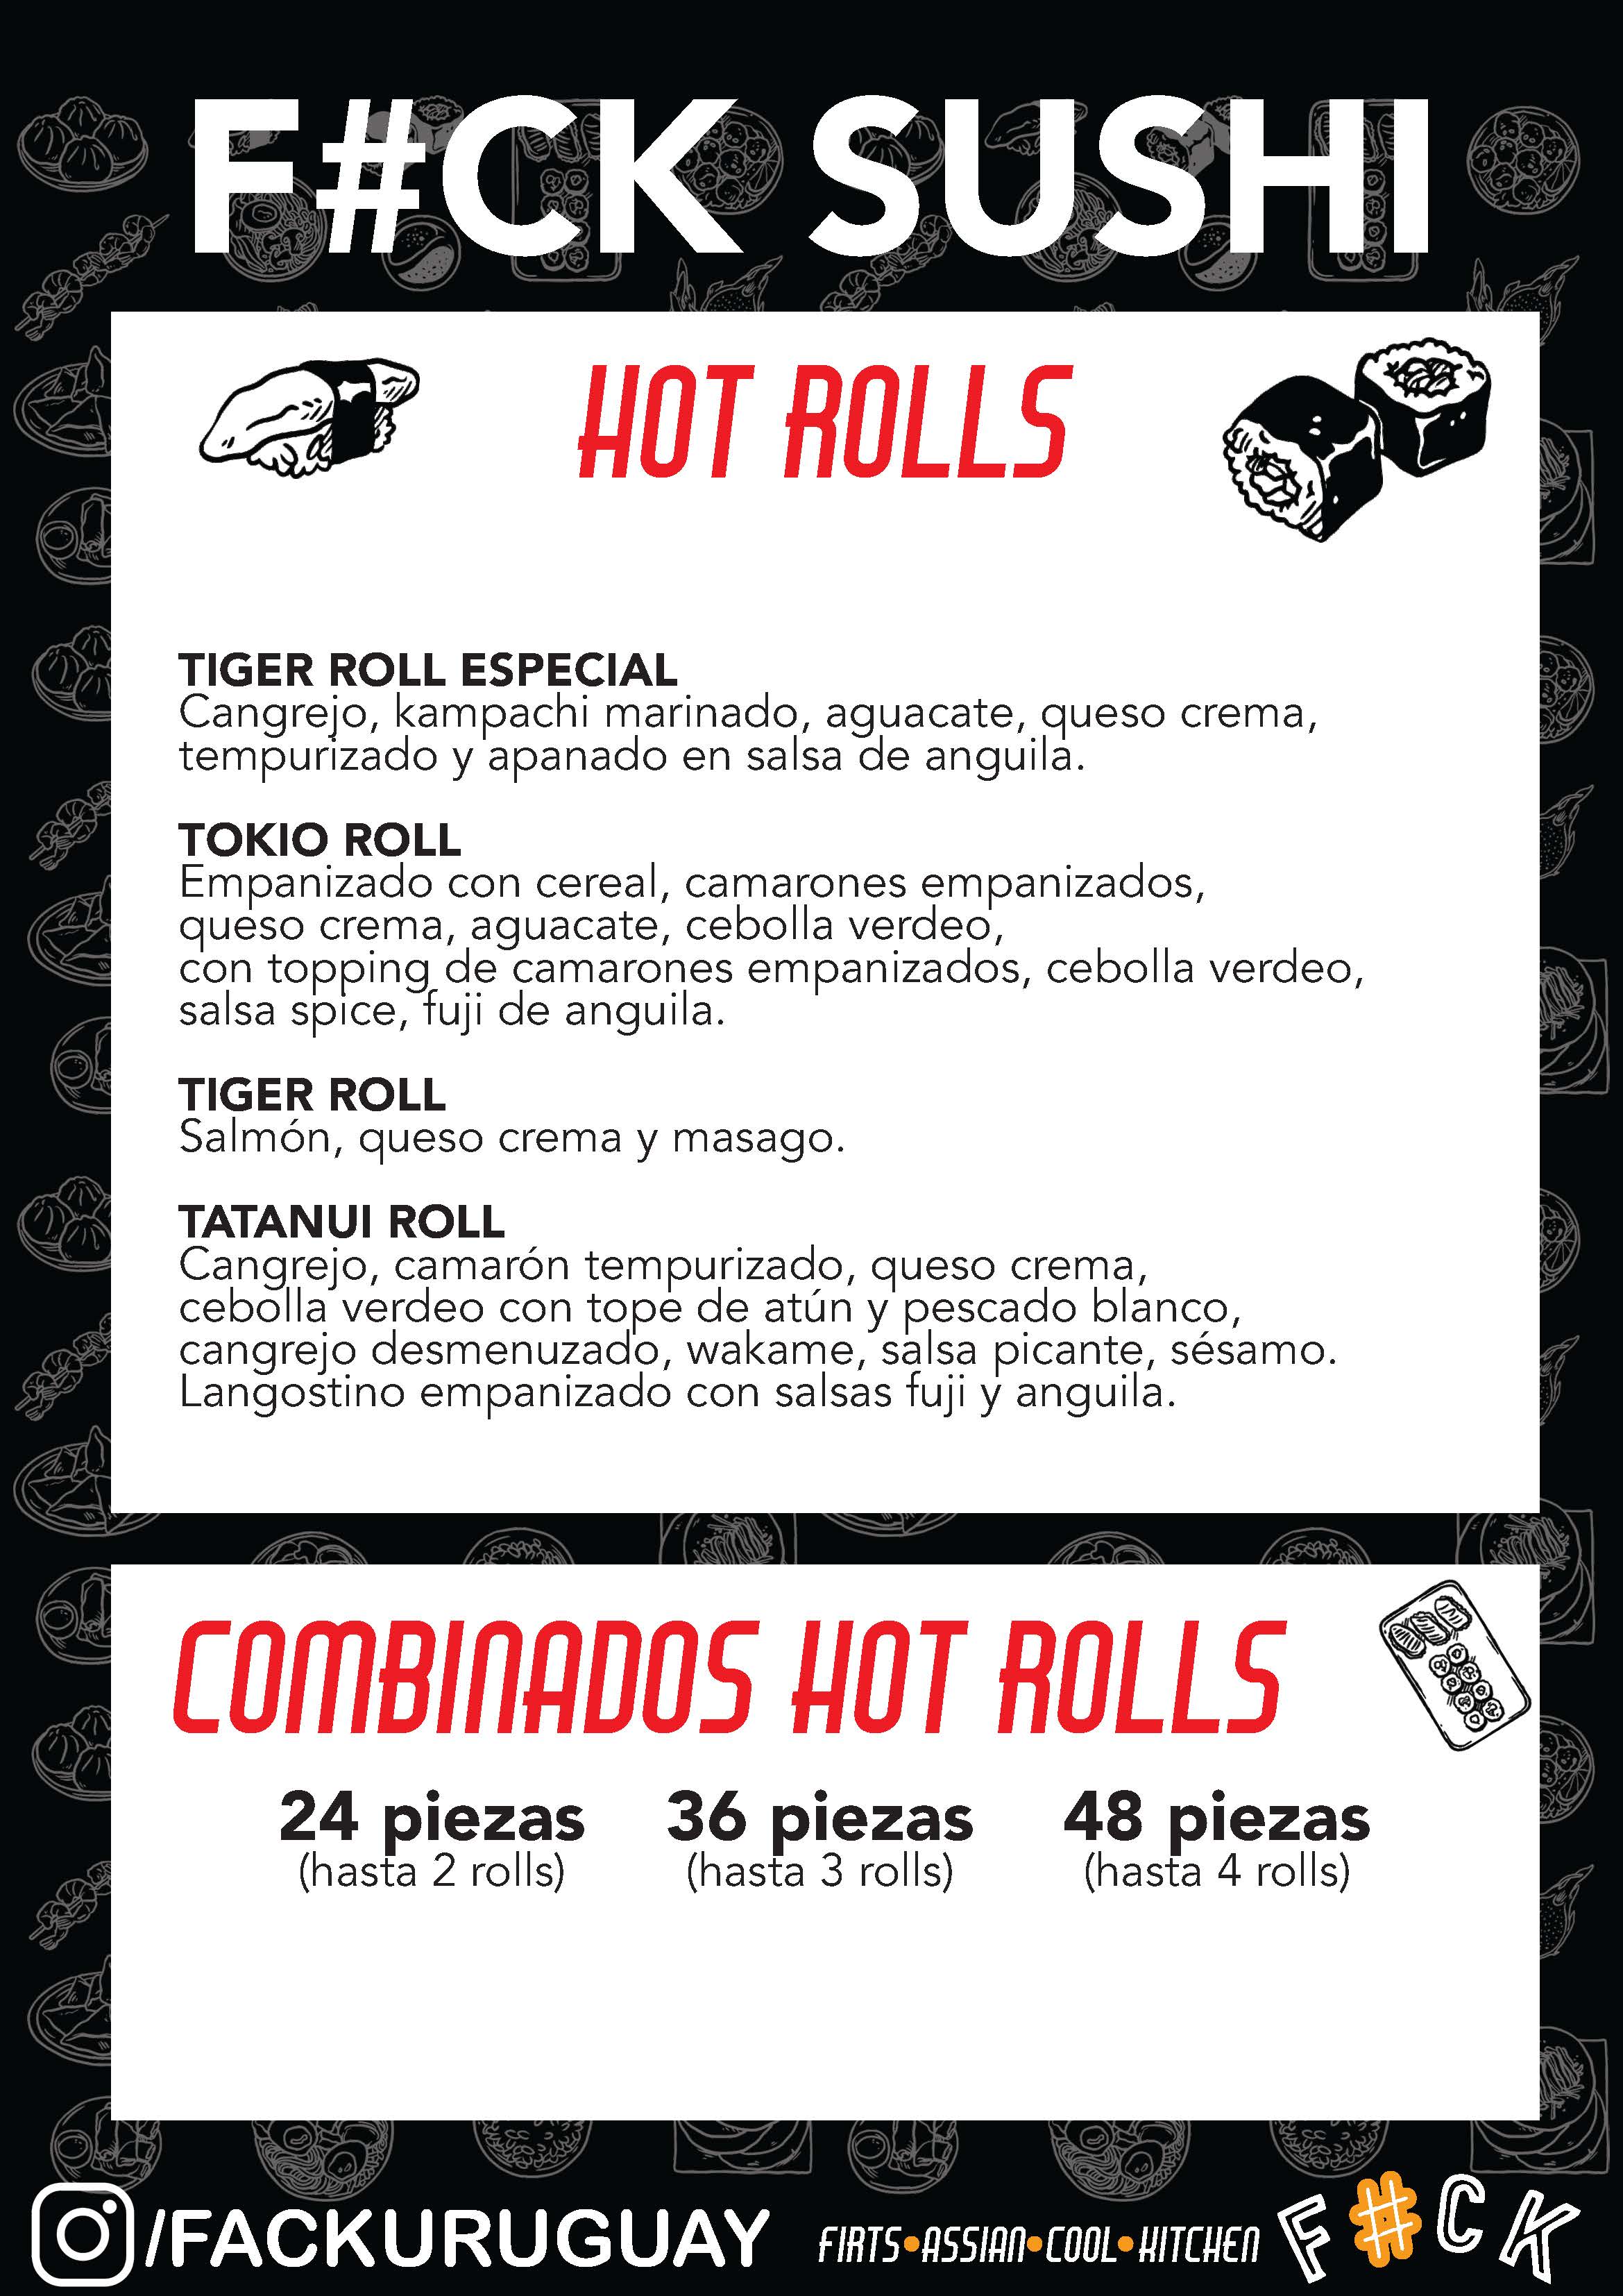 F#CK SUSHI
HOT ROLLS
TIGER ROLL ESPECIAL
Cangrejo, kampachi marinado, aguacate, queso crema,
tempurizado y apanado en salsa de anguila.
TOKIO ROLL
Empanizado con cereal, camarones empanizados,
queso crema, aguacate, cebolla verdeo,
con topping de camarones empanizados, cebolla verdeo,
salsa spice, fuji de anguila.
TIGER ROLL
Salmón, queso crema y masago.
TATANUI ROLL
Cangrejo, camarón tempurizado, queso crema,
cebolla verdeo con tope de atún y pescado blanco,
cangrejo desmenuzado, wakame, salsa picante, sésamo.
Langostino empanizado con salsas fuji y anguila.
COMBINADOS HOT ROLLS
24 piezas 36 piezas 48 piezas
(hasta 2 rolls) (hasta 3 rolls) (hasta 4 rolls)
/FACKURUGUAY FIRTS•ASSIAN•COOL•KITCHEN F#CK